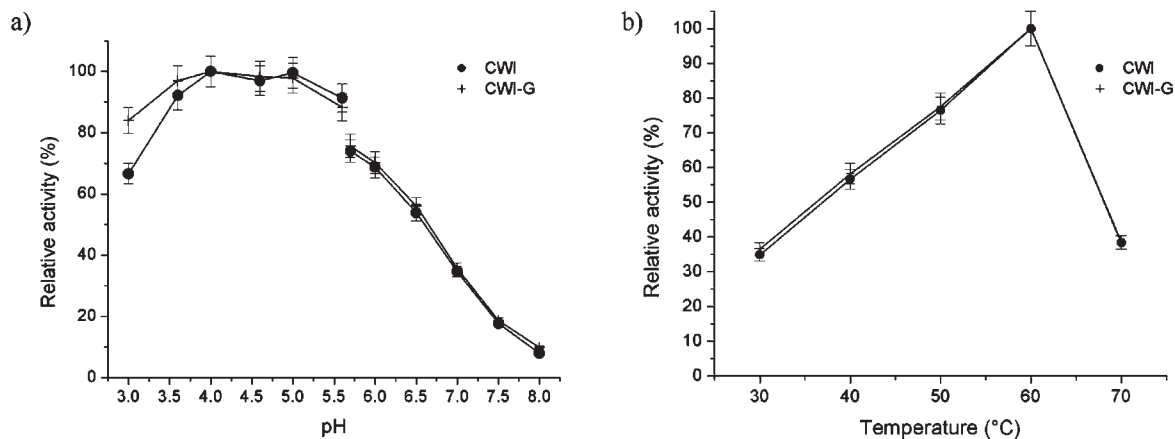 a)
CWI
CWI-G
Relative activity (%)
100
80
60
40
20
0
3.0 3.5 4.0 4.5 5.0 5.5 6.0 6.5 7.0 7.5 8.0
pH
b)
CWI
CWI-G
Relative activity (%)
100
90
80
70
60
50
40
30
20
10
0
30 40 50 60 70
Temperature (°C)